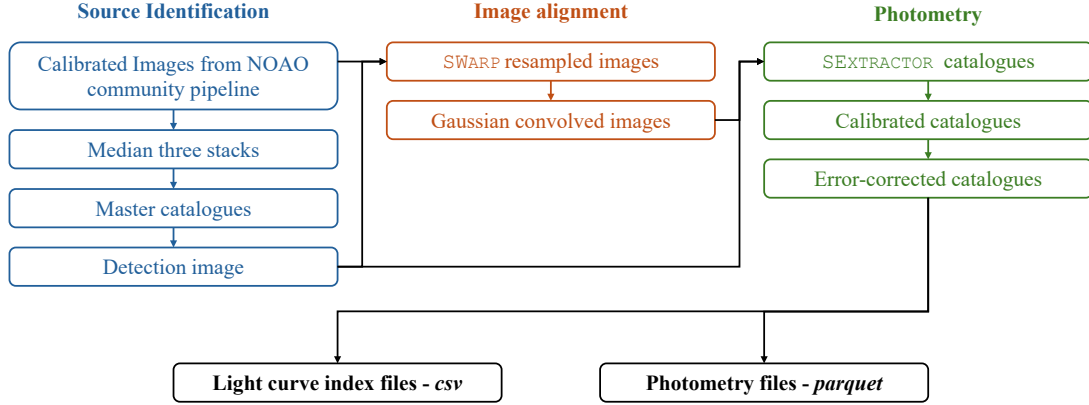 Source Identification
Calibrated Images from NOAO
community pipeline
Median three stacks
Master catalogues
Detection image
Image alignment
SWARP resampled images
Gaussian convolved images
Photometry
SEXTRACTOR catalogues
Calibrated catalogues
Error-corrected catalogues
Light curve index files - csv
Photometry files - parquet